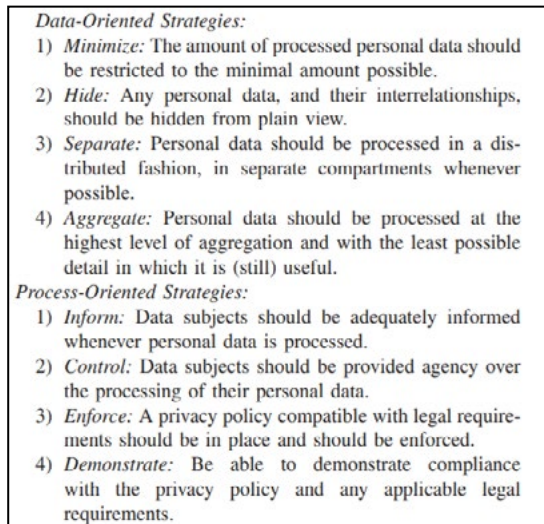 Data-Oriented Strategies:
1) Minimize: The amount of processed personal data should
be restricted to the minimal amount possible.
2) Hide: Any personal data, and their interrelationships,
should be hidden from plain view.
3) Separate: Personal data should be processed in a dis-
tributed fashion, in separate compartments whenever
possible.
4) Aggregate: Personal data should be processed at the
highest level of aggregation and with the least possible
detail in which it is (still) useful.
Process-Oriented Strategies:
1) Inform: Data subjects should be adequately informed
whenever personal data is processed.
2) Control: Data subjects should be provided agency over
the processing of their personal data.
3) Enforce: A privacy policy compatible with legal require-
ments should be in place and should be enforced.
4) Demonstrate: Be able to demonstrate compliance
with the privacy policy and any applicable legal
requirements.